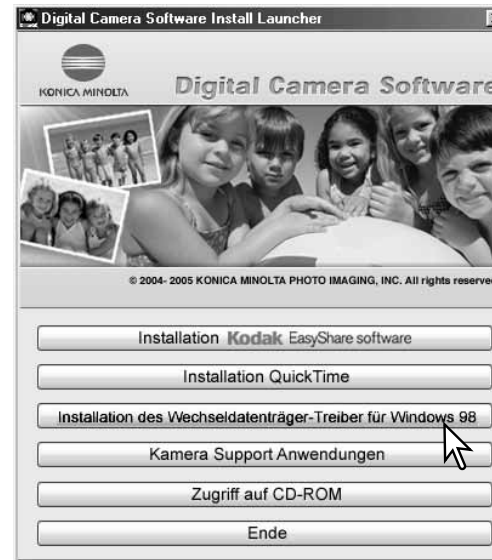 Digital Camera Software Install Launcher
KONICA MINOLTA
Digital Camera Software
© 2004- 2005 KONICA MINOLTA PHOTO IMAGING, INC. All rights reserve
Installation Kodak EasyShare software
Installation QuickTime
Installation des Wechseldatenträger-Treiber für Windows 98
Kamera Support Anwendungen
Zugriff auf CD-ROM
Ende